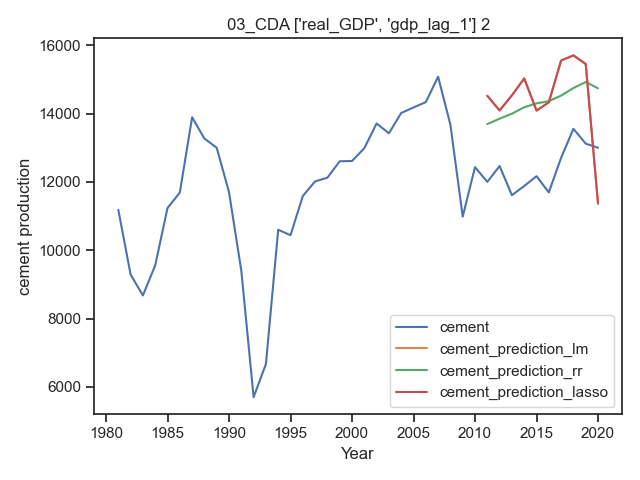 03_CDA ['real_GDP', 'gdp_lag_1'] 2
16000
14000
12000
10000
8000
6000
cement production
1980
1985
1990
1995
2000
2005
2010
2015
2020
Year
cement
cement_prediction_lm
cement_prediction_rr
cement_prediction_lasso